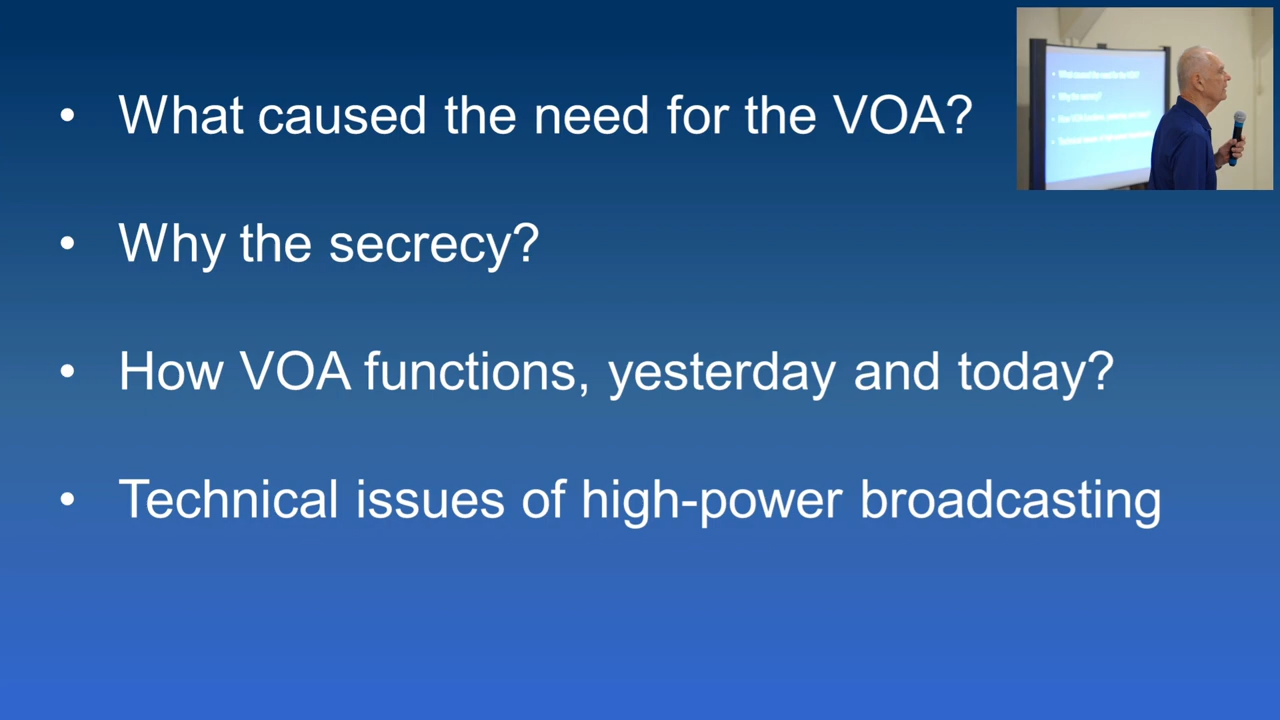 • What caused the need for the VOA?
• Why the secrecy?
• How VOA functions, yesterday and today?
• Technical issues of high-power broadcasting